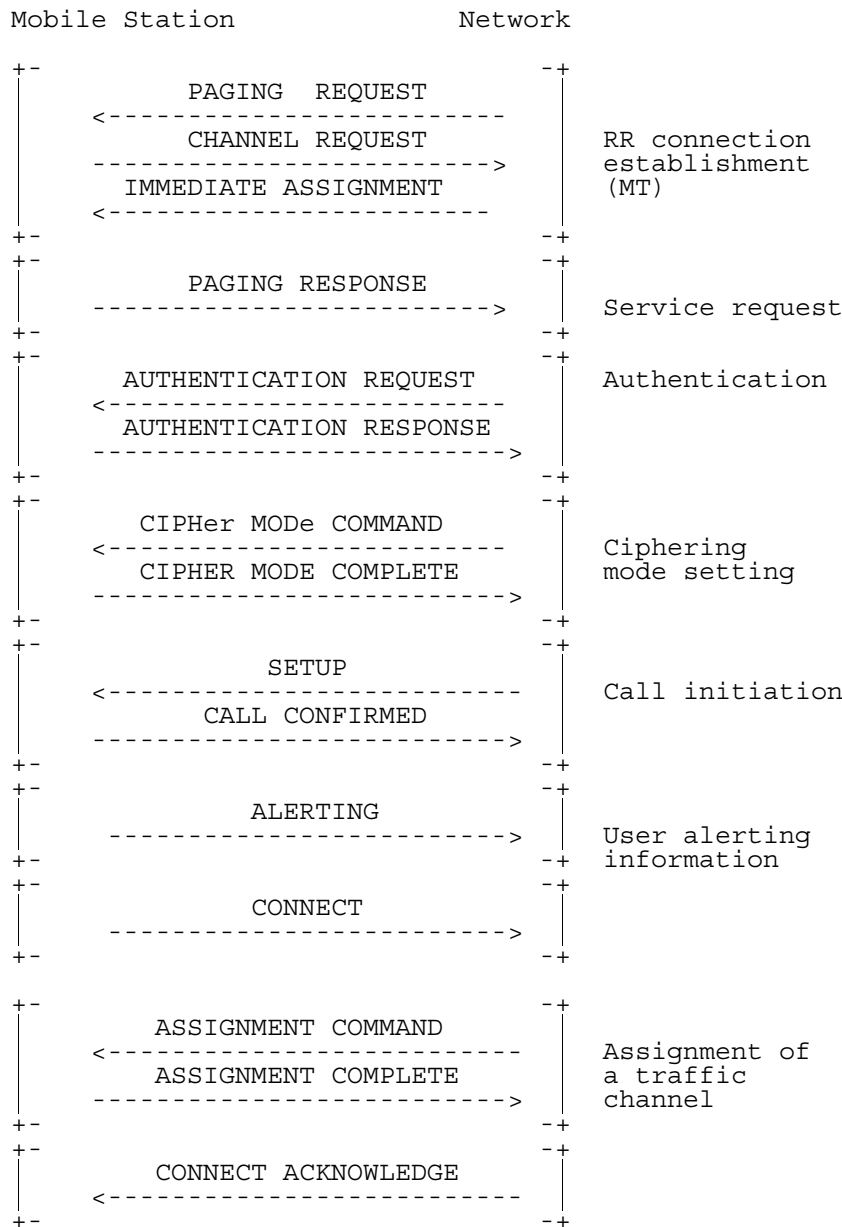 Mobile Station Network
+- -+
PAGING REQUEST
<--------------------------
CHANNEL REQUEST RR connection
-------------------------> establishment
IMMEDIATE ASSIGNMENT (MT)
<------------------------
+- -+
+- -+
PAGING RESPONSE
-------------------------> Service request
+- -+
+- -+
AUTHENTICATION REQUEST Authentication
<-------------------------
AUTHENTICATION RESPONSE
-------------------------->
+- -+
+- -+
CIPHer MODe COMMAND
<------------------------- Ciphering
CIPHER MODE COMPLETE mode setting
-------------------------->
+- -+
+- -+
SETUP
<-------------------------- Call initiation
CALL CONFIRMED
-------------------------->
+- -+
+- -+
ALERTING
-------------------------> User alerting
+- -+ information
+- -+
CONNECT
------------------------->
+- -+
+- -+
ASSIGNMENT COMMAND
<-------------------------- Assignment of
ASSIGNMENT COMPLETE a traffic
--------------------------> channel
+- -+
+- -+
CONNECT ACKNOWLEDGE
<--------------------------
+- -+